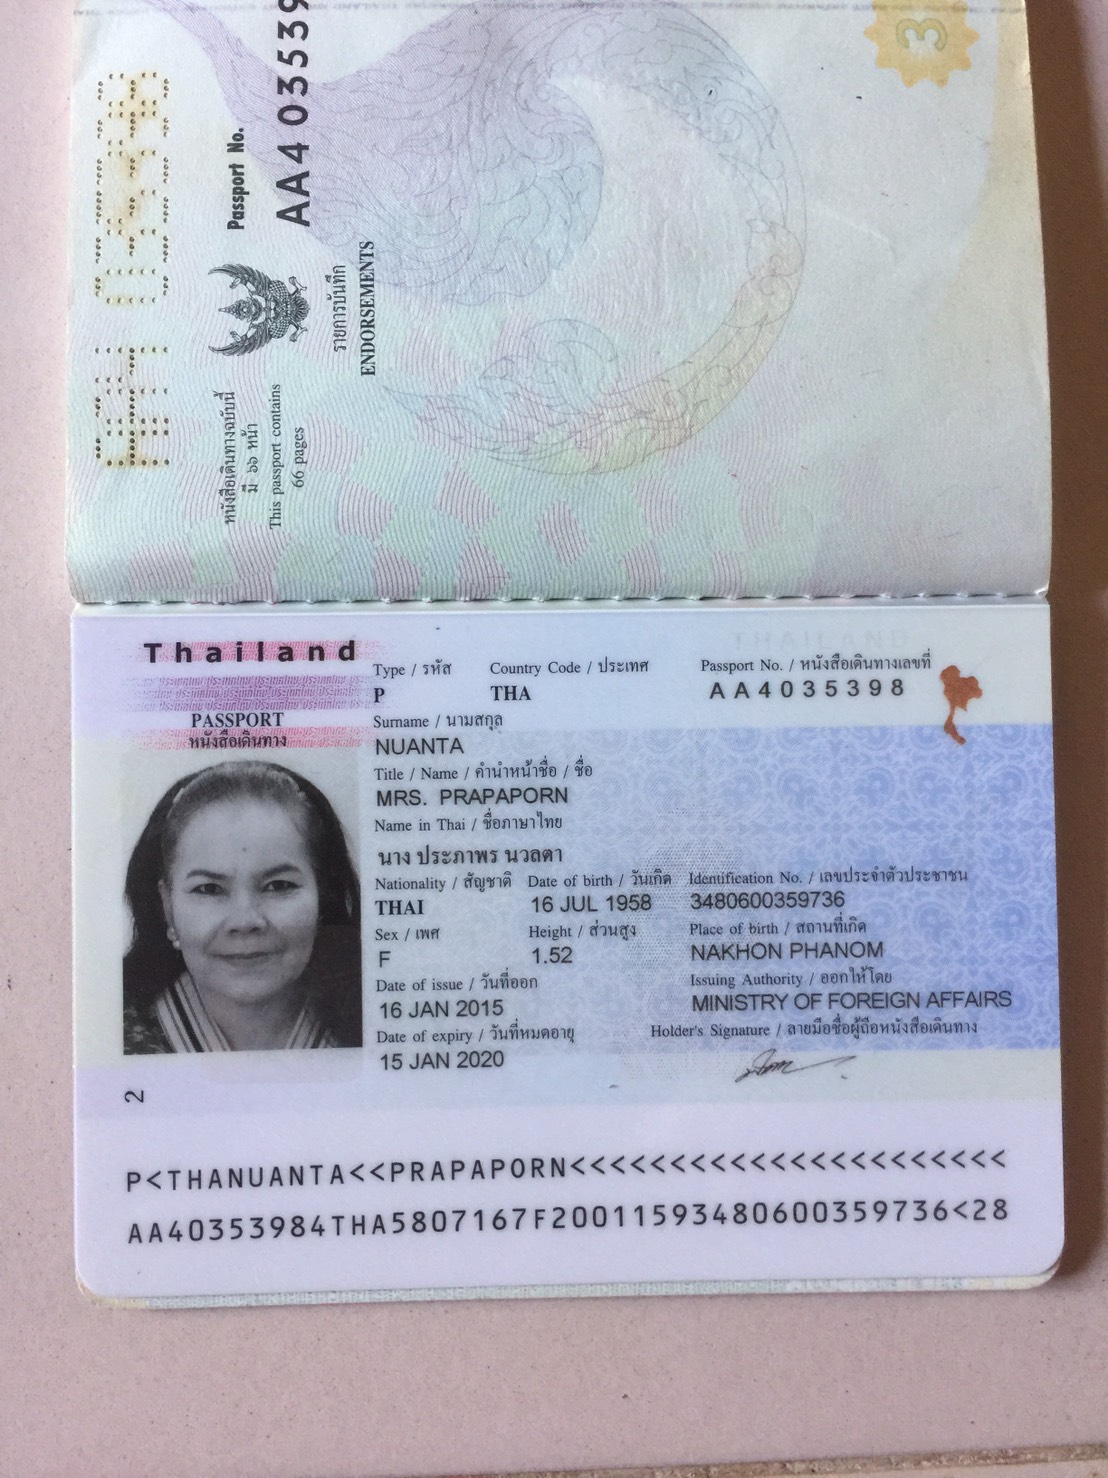 Passport No.
AA4 03539
รายการบันทึก
ENDORSEMENTS
หนังสือเดินทางฉบับนี้
มี ๖๖ หน้า
This passport contains
66 pages
3
Thailand
PASSPORT
หนังสือเดินทาง
Type / รหัส Country Code / ประเทศ Passport No. / หนังสือเดินทางเลขที่
P THA AA4035398
Surname / นามสกุล
NUANTA
Title / Name / คำนำหน้าชื่อ / ชื่อ
MRS. PRAPAPORN
Name in Thai / ชื่อภาษาไทย
นาง ประภาพร นวลตา
Nationality / สัญชาติ Date of birth / วันเกิด Identification No. / เลขประจำตัวประชาชน
THAI 16 JUL 1958 3480600359736
Sex / เพศ Height / ส่วนสูง Place of birth / สถานที่เกิด
F 1.52 NAKHON PHANOM
Date of issue / วันที่ออก Issuing Authority / ออกให้โดย
16 JAN 2015 MINISTRY OF FOREIGN AFFAIRS
Date of expiry / วันที่หมดอายุ Holder's Signature / ลายมือชื่อผู้ถือหนังสือเดินทาง
15 JAN 2020
2
P<THANUANTA<<PRAPAPORN<<<<<<<<<<<<<<<<<<<<<<
AA40353984THA5807167F20011593480600359736<28